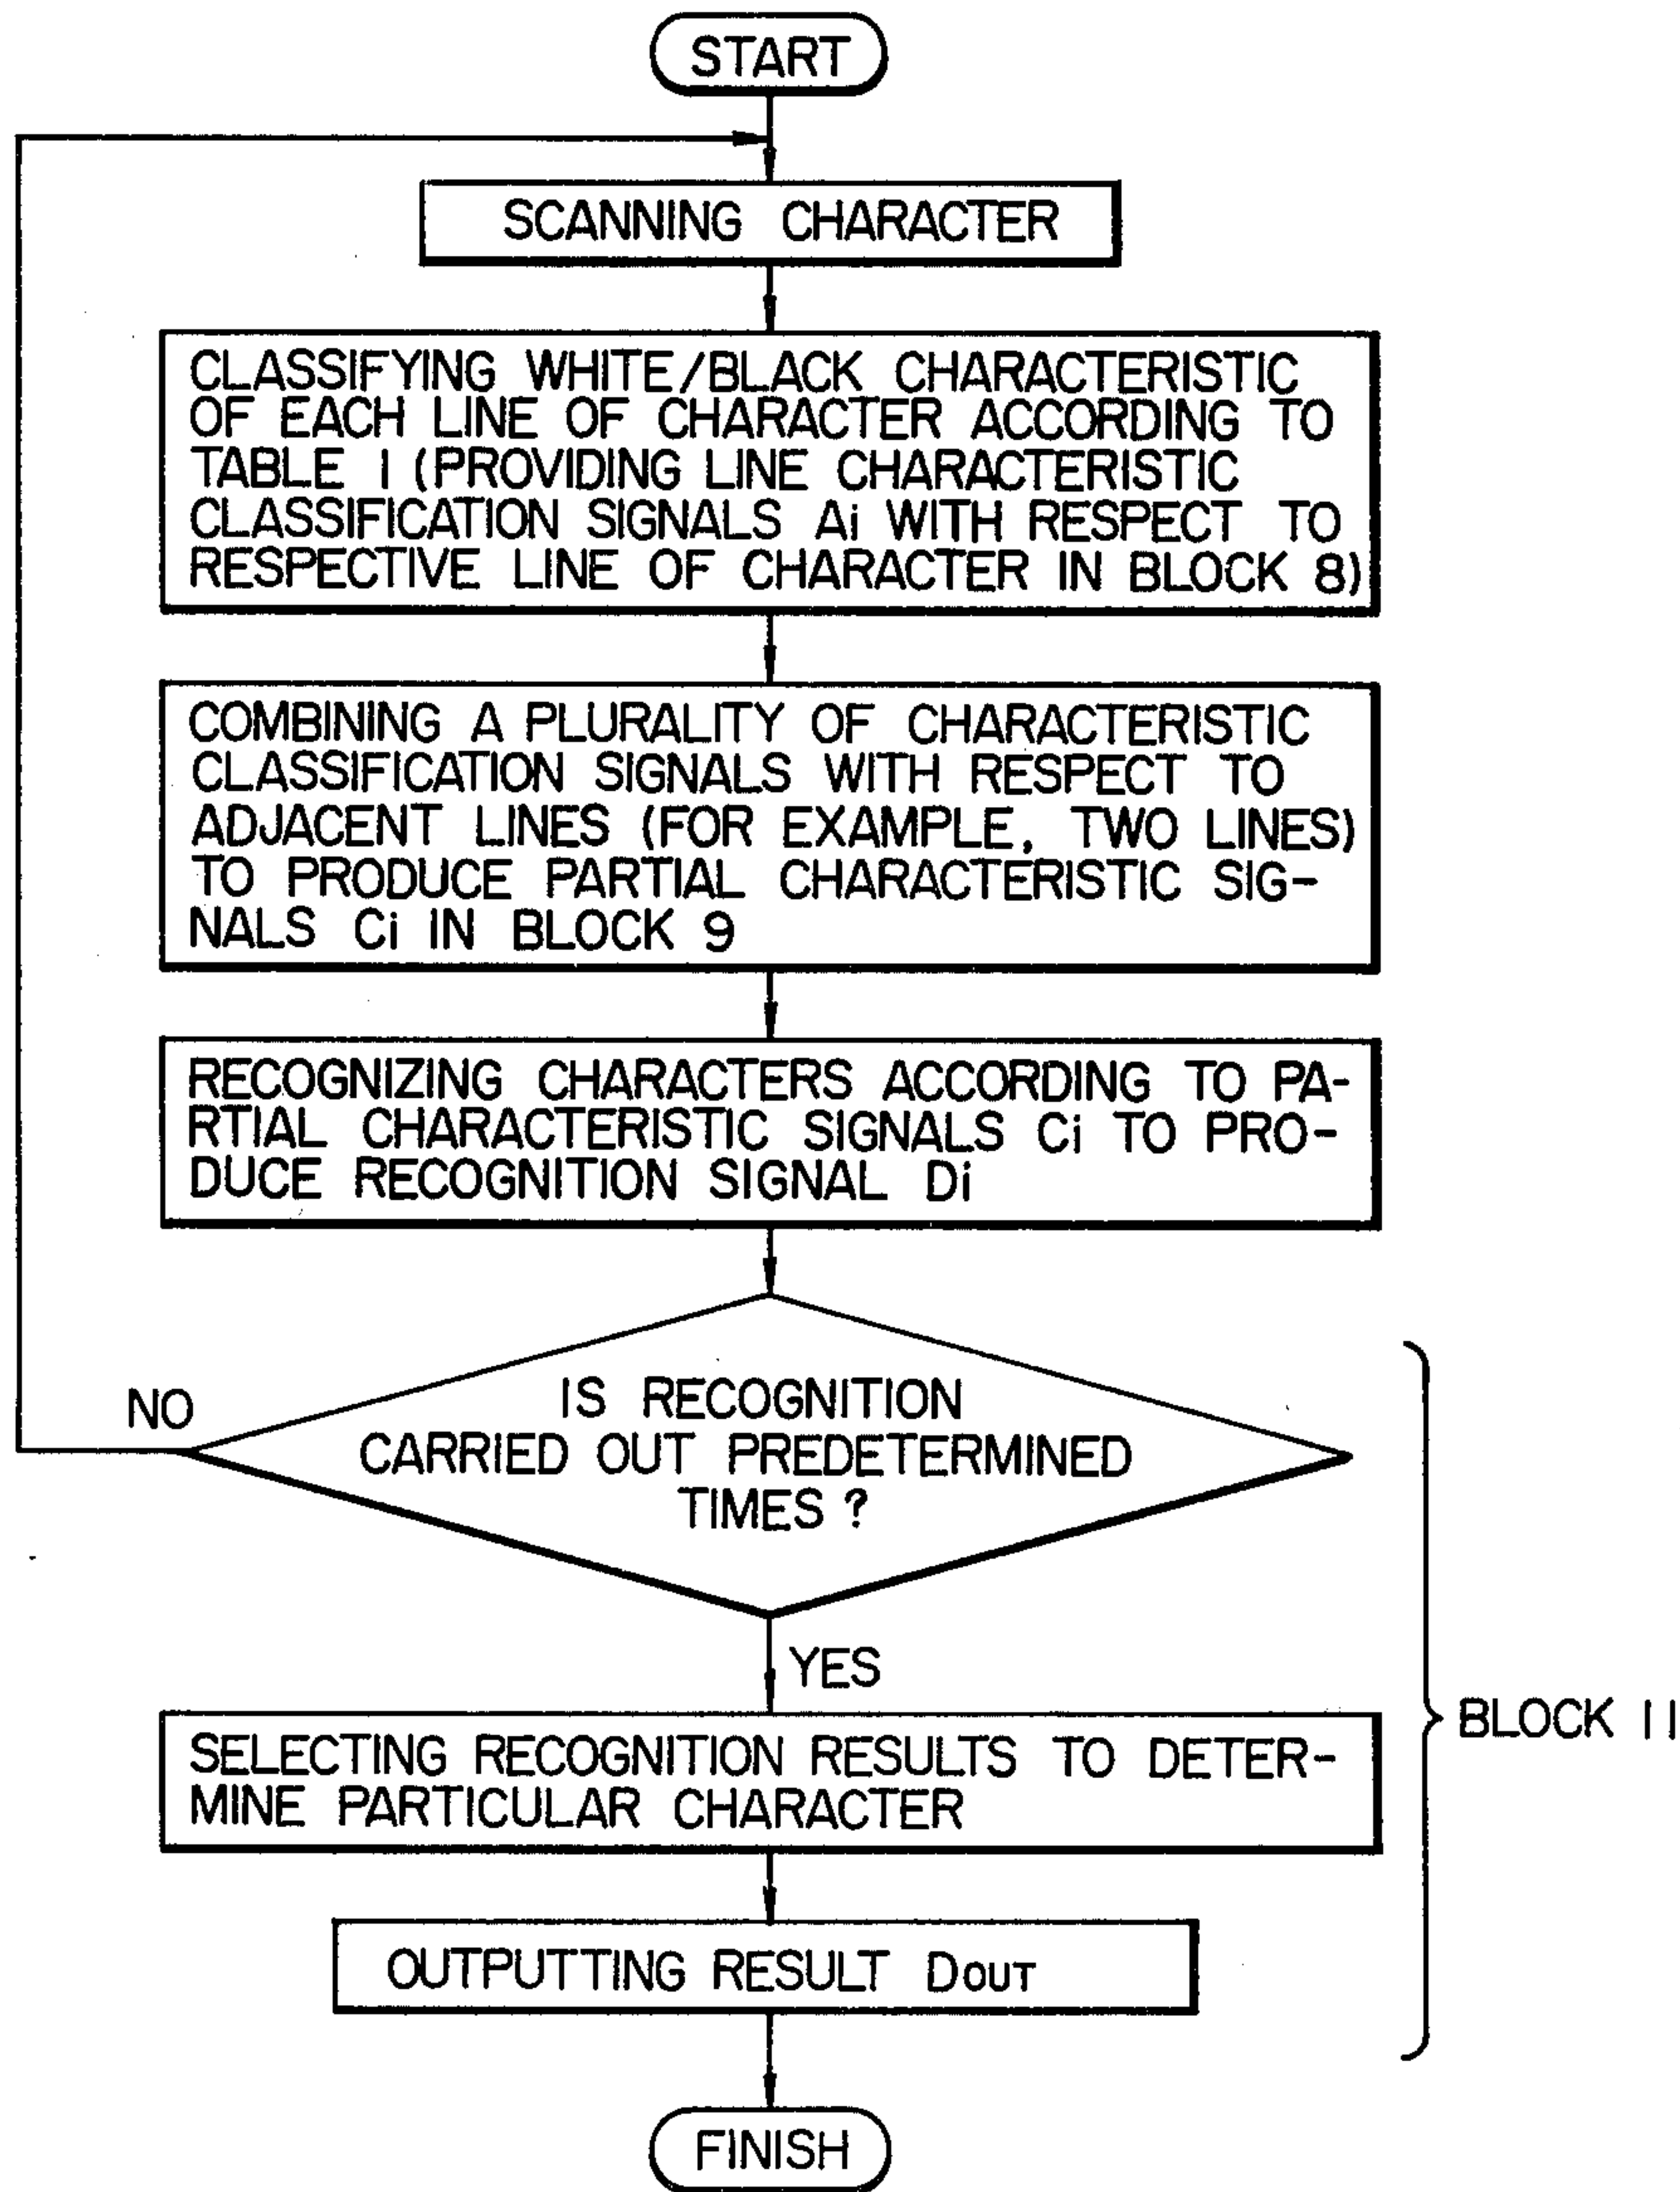 START
SCANNING CHARACTER
CLASSIFYING WHITE/BLACK CHARACTERISTIC
OF EACH LINE OF CHARACTER ACCORDING TO
TABLE 1 (PROVIDING LINE CHARACTERISTIC
CLASSIFICATION SIGNALS Ai WITH RESPECT TO
RESPECTIVE LINE OF CHARACTER IN BLOCK 8)
COMBINING A PLURALITY OF CHARACTERISTIC
CLASSIFICATION SIGNALS WITH RESPECT TO
ADJACENT LINES (FOR EXAMPLE, TWO LINES)
TO PRODUCE PARTIAL CHARACTERISTIC SIG-
NALS Ci IN BLOCK 9
RECOGNIZING CHARACTERS ACCORDING TO PA-
RTIAL CHARACTERISTIC SIGNALS Ci TO PRO-
DUCE RECOGNITION SIGNAL Di
NO
IS RECOGNITION
CARRIED OUT PREDETERMINED
TIMES?
YES
SELECTING RECOGNITION RESULTS TO DETER-
MINE PARTICULAR CHARACTER
BLOCK 11
OUTPUTTING RESULT DOUT
FINISH